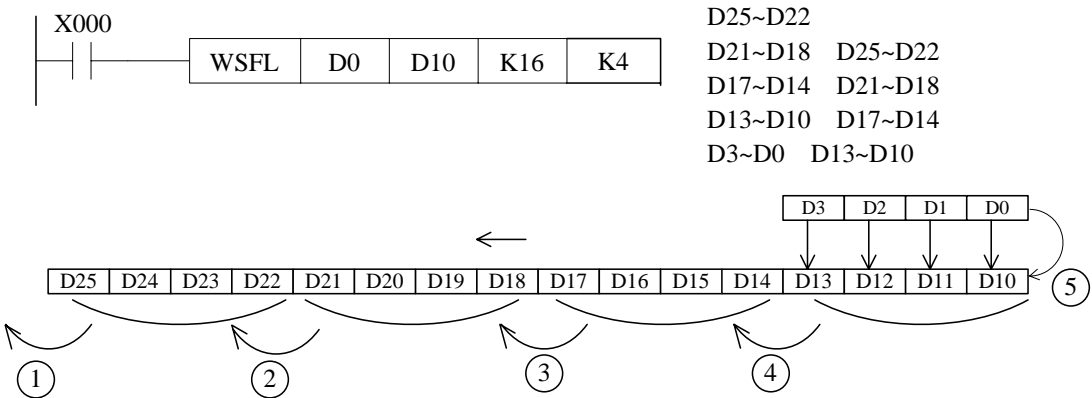 X000
WSFL D0 D10 K16 K4
D25~D22
D21~D18 D25~D22
D17~D14 D21~D18
D13~D10 D17~D14
D3~D0 D13~D10
D3 D2 D1 D0
D25 D24 D23 D22 D21 D20 D19 D18 D17 D16 D15 D14 D13 D12 D11 D10
5
1 2 3 4